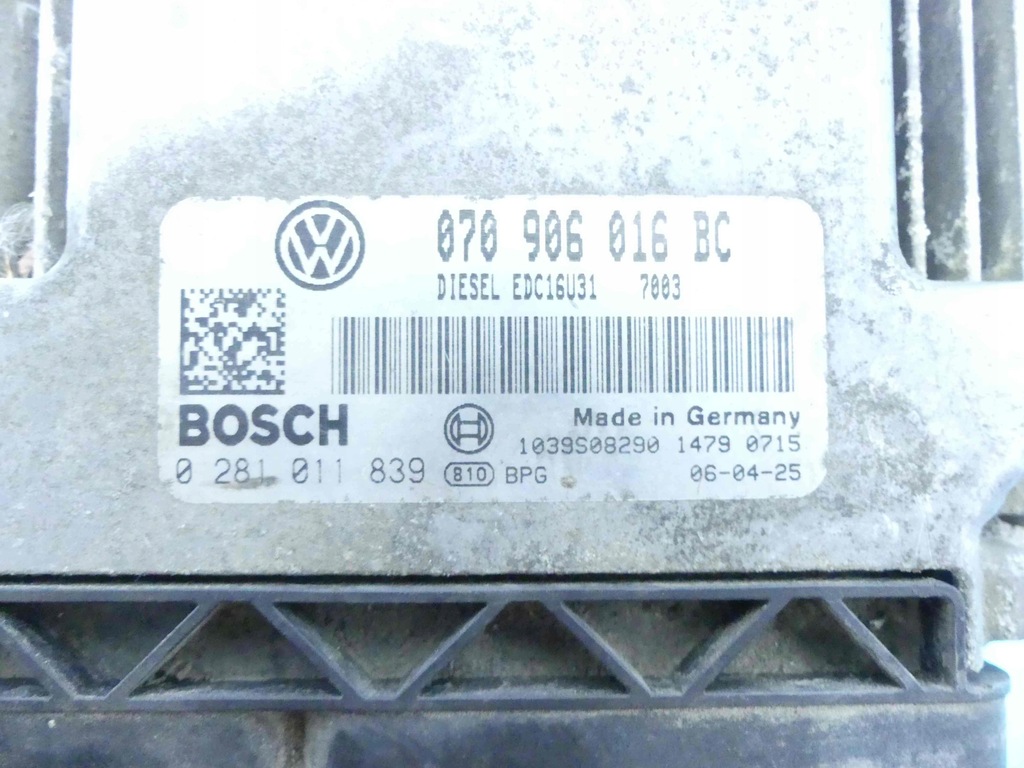 070 906 016 BC
DIESEL EDC16U31 7003
BOSCH
Made in Germany
1039S08290 1479 0715
0 281 011 839 810 BPG 06-04-25